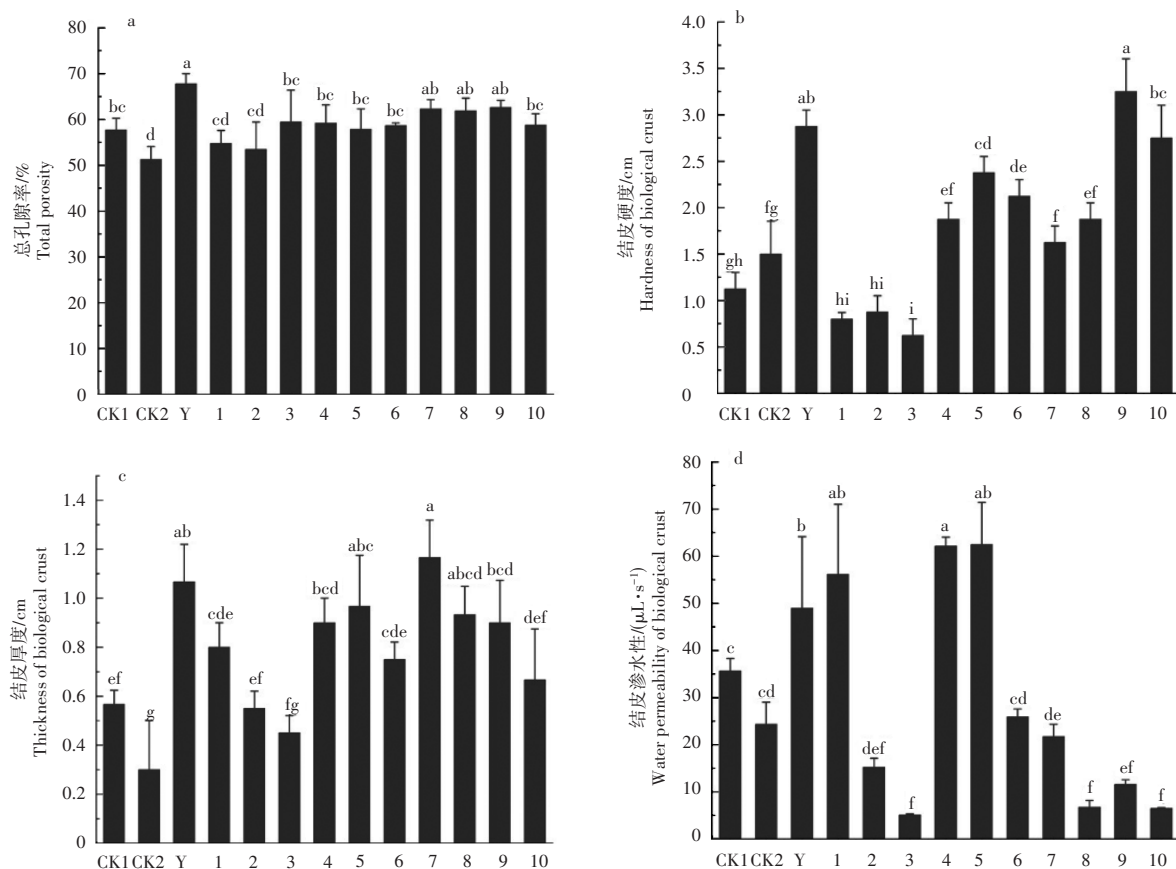 a
总孔隙率/%
Total porosity
80
70
60
50
40
30
20
10
0
bc
d
a
cd
cd
bc
bc
bc
bc
ab
ab
ab
bc
CK1 CK2 Y 1 2 3 4 5 6 7 8 9 10
b
结皮硬度/cm
Hardness of biological crust
4.0
3.5
3.0
2.5
2.0
1.5
1.0
0.5
0
gh
fg
ab
hi
hi
i
ef
cd
de
f
ef
a
bc
CK1 CK2 Y 1 2 3 4 5 6 7 8 9 10
c
结皮厚度/cm
Thickness of biological crust
1.4
1.2
1.0
0.8
0.6
0.4
0.2
0
ef
g
ab
cde
ef
fg
bcd
abc
cde
a
abcd
bcd
def
CK1 CK2 Y 1 2 3 4 5 6 7 8 9 10
d
结皮渗水性/(μL·s⁻¹)
Water permeability of biological crust
80
70
60
50
40
30
20
10
0
c
cd
b
ab
def
f
a
ab
cd
de
f
ef
f
CK1 CK2 Y 1 2 3 4 5 6 7 8 9 10